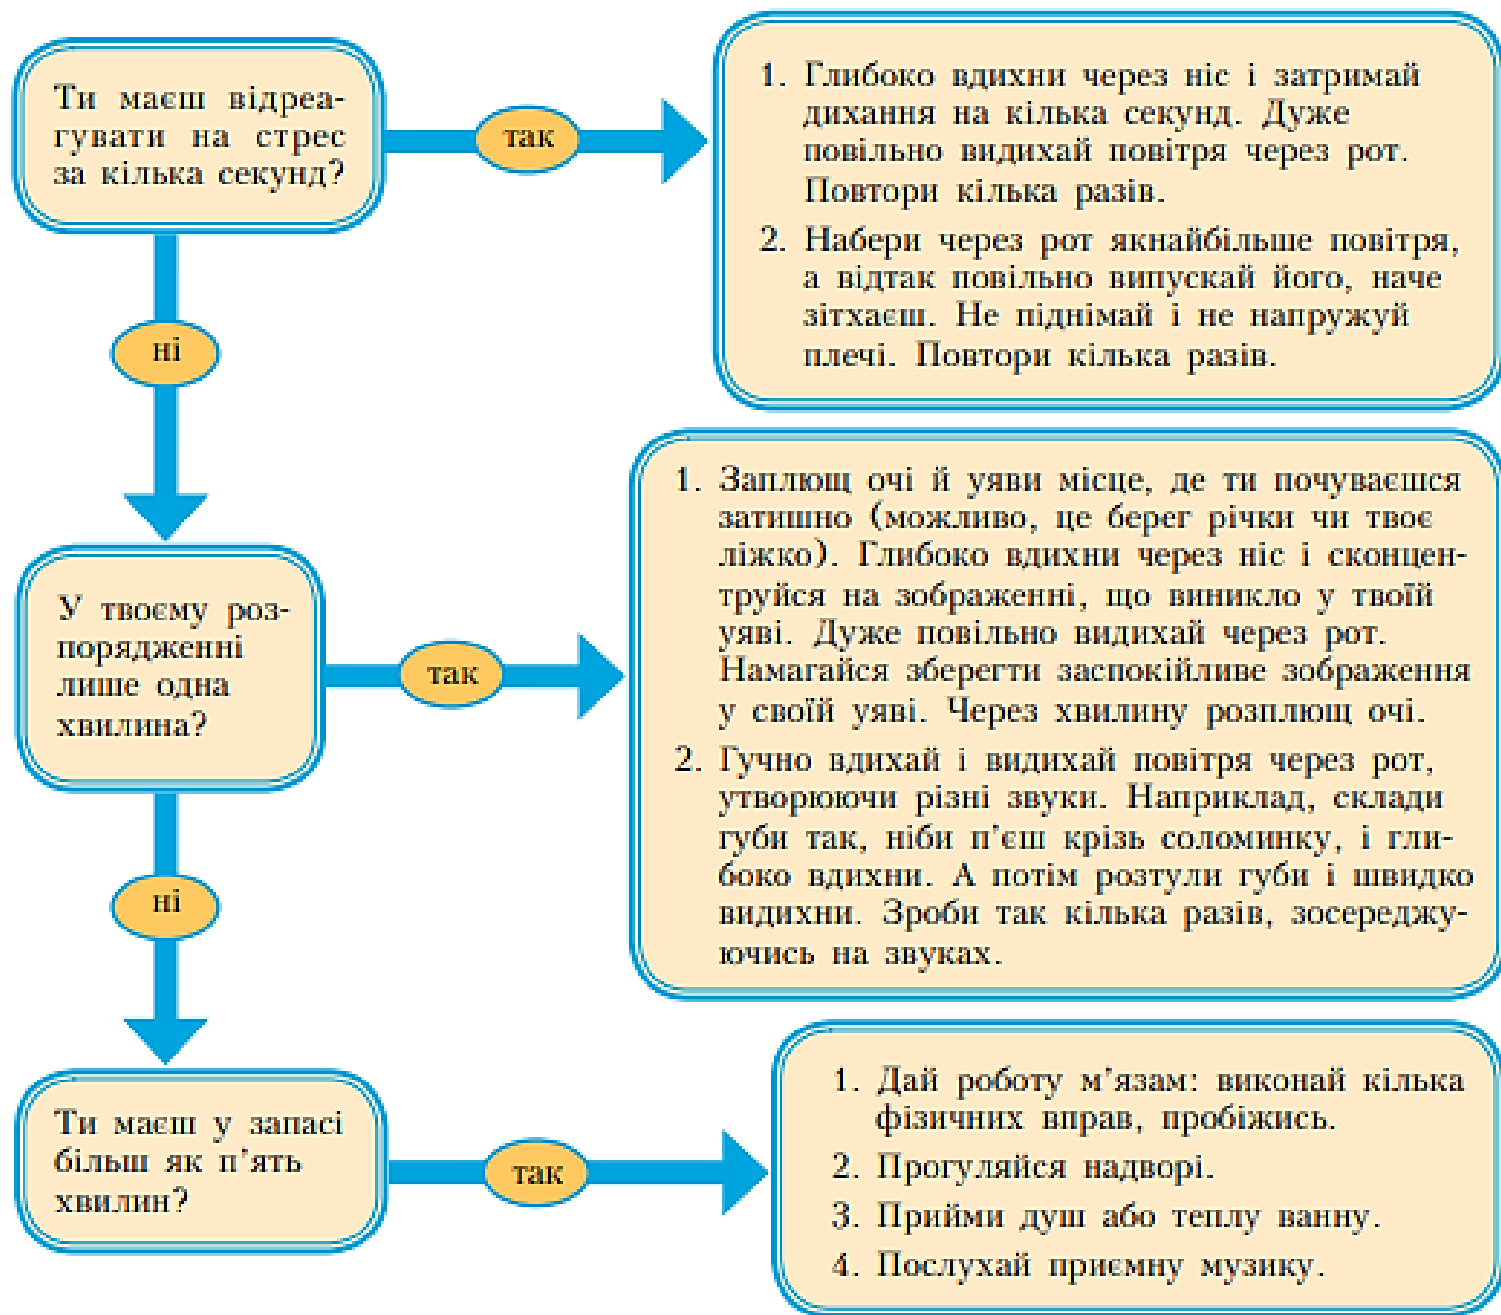 Ти маєш відреа-
гувати на стрес
за кілька секунд?
так
1. Глибоко вдихни через ніс і затримай
дихання на кілька секунд. Дуже
повільно видихай повітря через рот.
Повтори кілька разів.
2. Набери через рот якнайбільше повітря,
а відтак повільно випускай його, наче
зітхаєш. Не піднімай і не напружуй
плечі. Повтори кілька разів.
ні
У твоєму роз-
порядженні
лише одна
хвилина?
так
1. Заплющ очі й уяви місце, де ти почуваєшся
затишно (можливо, це берег річки чи твоє
ліжко). Глибоко вдихни через ніс і сконцен-
труйся на зображенні, що виникло у твоїй
уяві. Дуже повільно видихай через рот.
Намагайся зберегти заспокійливе зображення
у своїй уяві. Через хвилину розплющ очі.
2. Гучно вдихай і видихай повітря через рот,
утворюючи різні звуки. Наприклад, склади
губи так, ніби п’єш крізь соломинку, і гли-
боко вдихни. А потім розтули губи і швидко
видихни. Зроби так кілька разів, зосереджу-
ючись на звуках.
ні
Ти маєш у запасі
більш як п’ять
хвилин?
так
1. Дай роботу м’язам: виконай кілька
фізичних вправ, пробіжись.
2. Прогуляйся надворі.
3. Прийми душ або теплу ванну.
4. Послухай приємну музику.